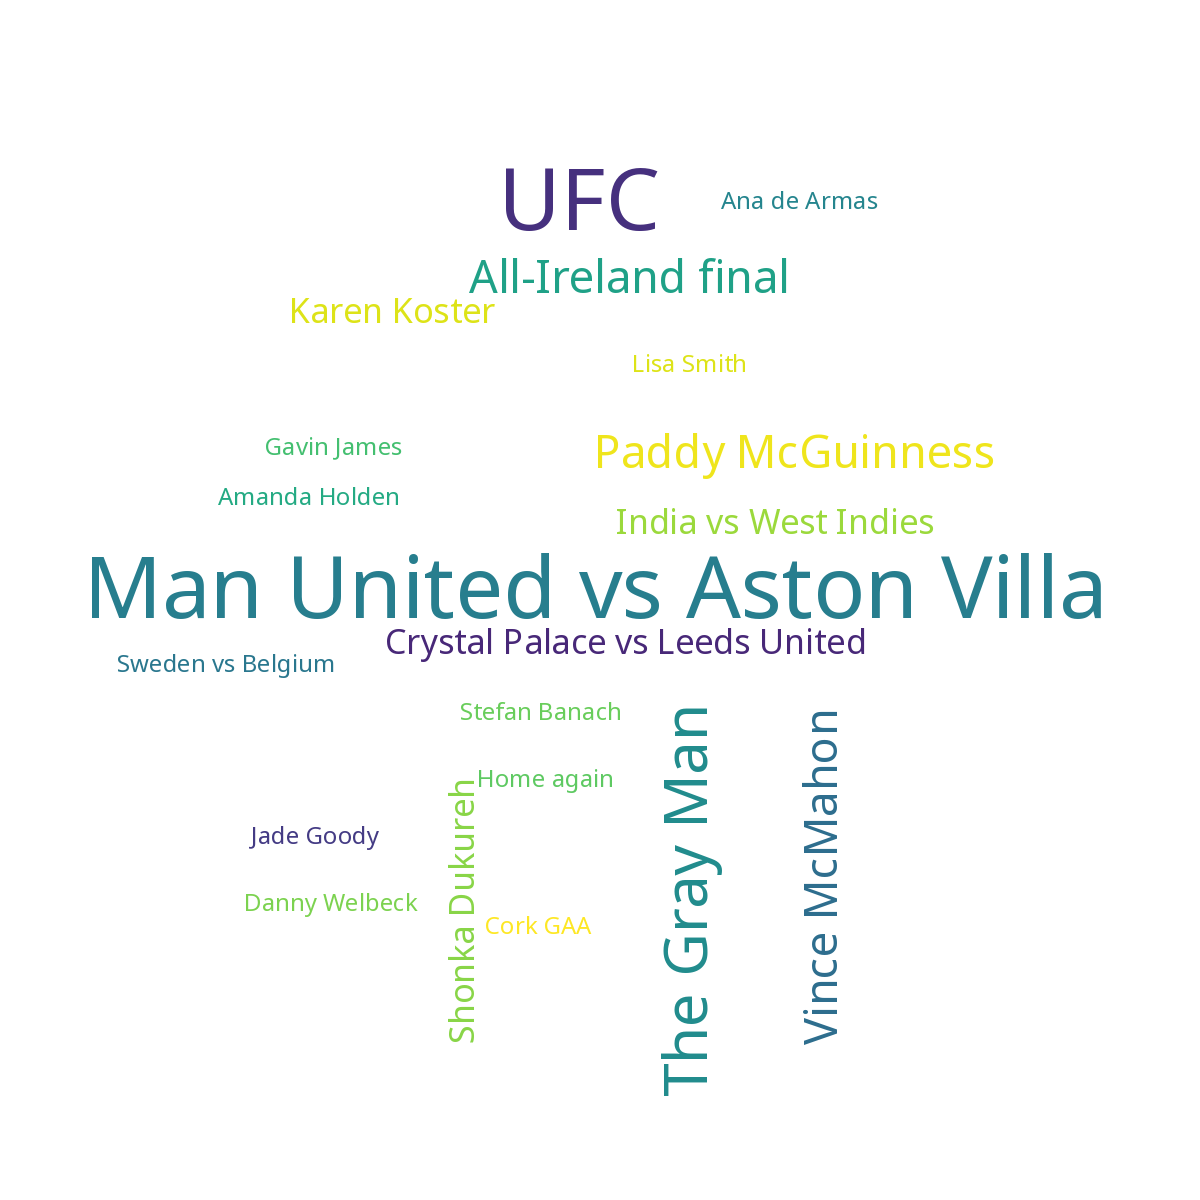 UFC
Ana de Armas
All-Ireland final
Karen Koster
Lisa Smith
Gavin James
Paddy McGuinness
Amanda Holden
India vs West Indies
Man United vs Aston Villa
Crystal Palace vs Leeds United
Sweden vs Belgium
Stefan Banach
The Gray Man
Vince McMahon
Home again
Shonka Dukureh
Jade Goody
Danny Welbeck
Cork GAA